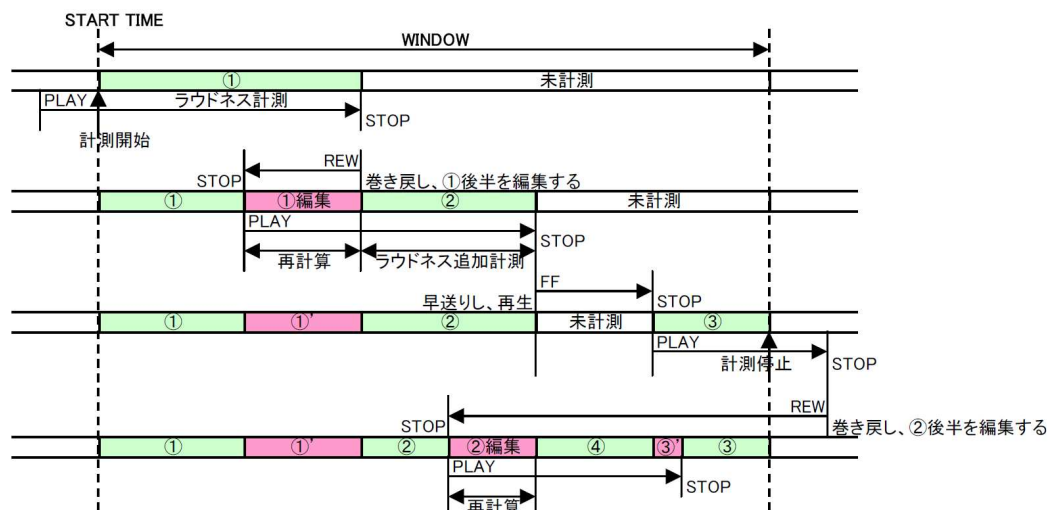 START TIME
WINDOW
① 未計測
PLAY ラウドネス計測
STOP
計測開始
REW
STOP 巻き戻し、①後半を編集する
① ①編集 ② 未計測
PLAY
STOP
再計算 ラウドネス追加計測
FF
早送りし、再生 STOP
① ①' ② 未計測 ③
PLAY
計測停止 STOP
REW
STOP 巻き戻し、②後半を編集する
① ①' ② ②編集 ④ ③' ③
PLAY
STOP
再計算